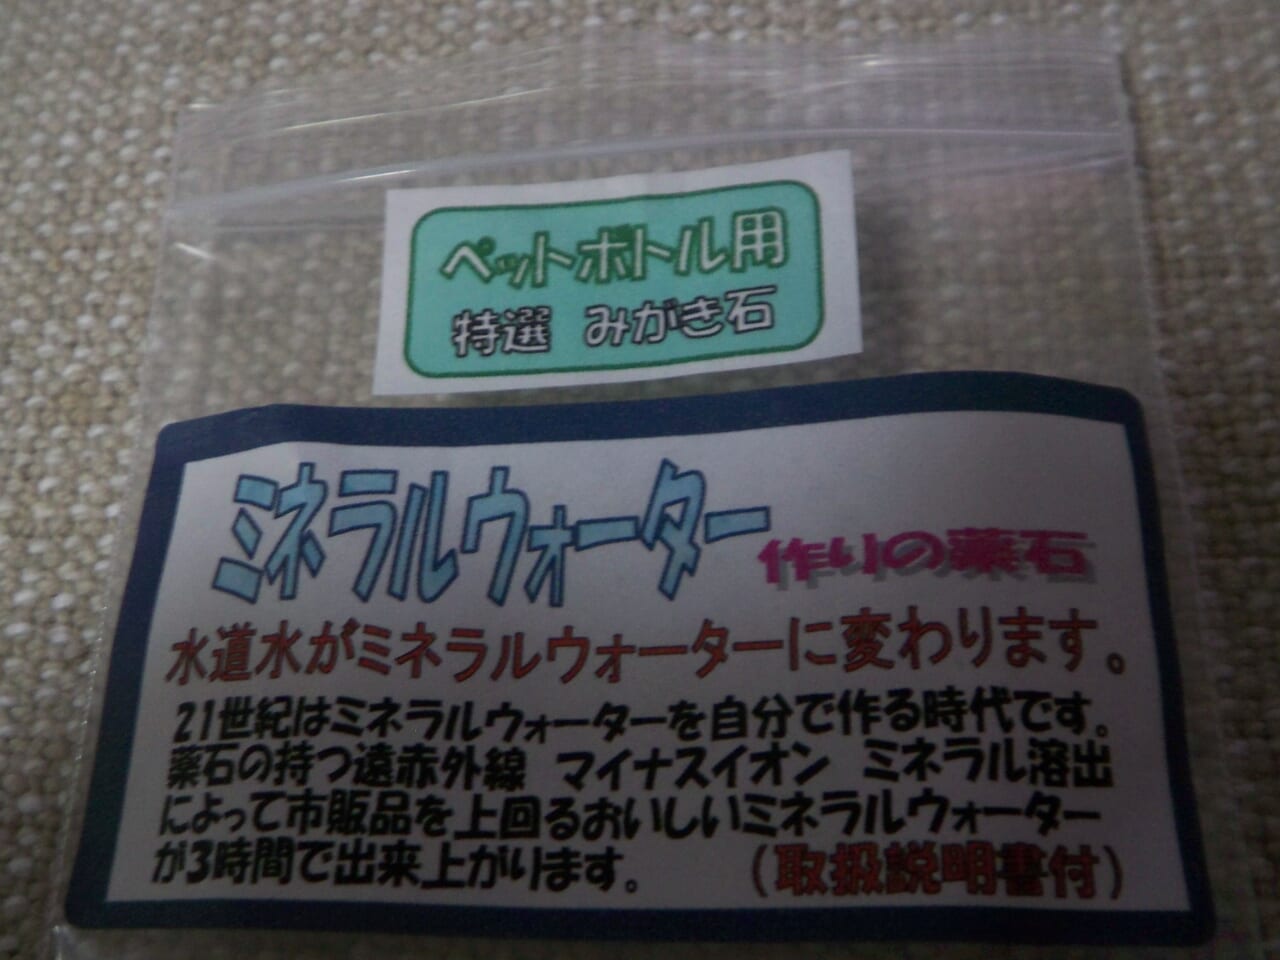 ペットボトル用
特選 みがき石
ミネラルウォーター作りの薬石
水道水がミネラルウォーターに変わります。
21世紀はミネラルウォーターを自分で作る時代です。
薬石の持つ遠赤外線 マイナスイオン ミネラル溶出
によって市販品を上回るおいしいミネラルウォーター
が3時間で出来上がります。 (取扱説明書付)